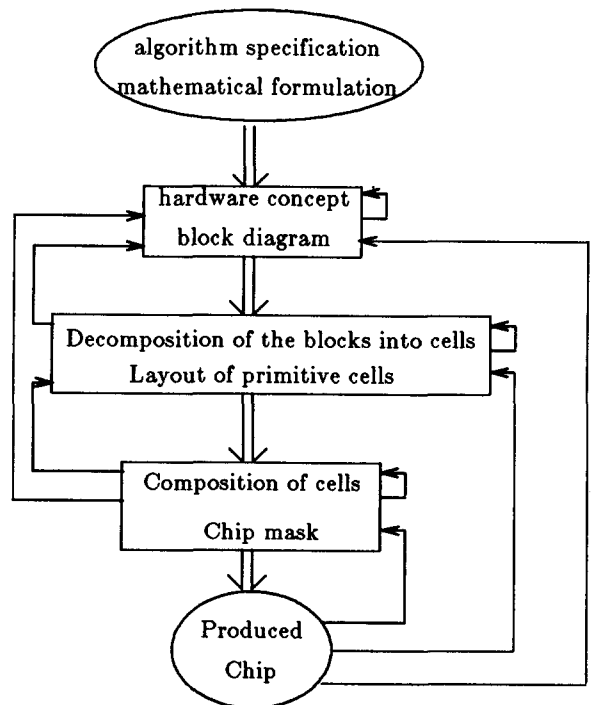 algorithm specification
mathematical formulation
hardware concept
block diagram
Decomposition of the blocks into cells
Layout of primitive cells
Composition of cells
Chip mask
Produced
Chip